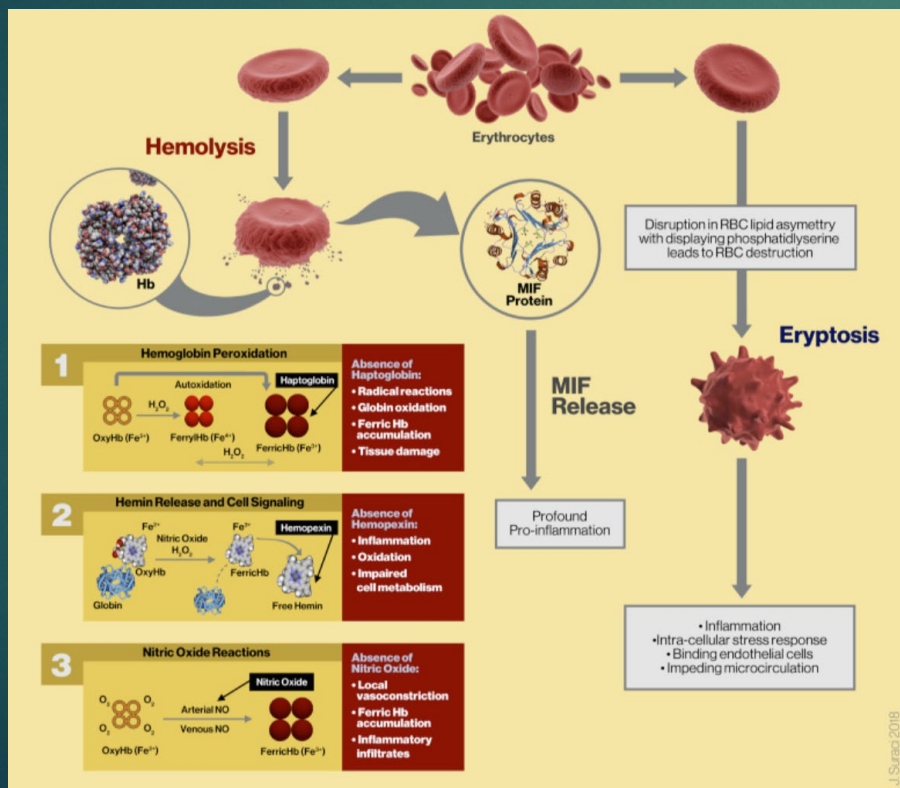 Erythrocytes
Hemolysis
Hb
MIF
Protein
Disruption in RBC lipid asymettry
with displaying phosphatidlyserine
leads to RBC destruction
Eryptosis
MIF
Release
Profound
Pro-inflammation
• Inflammation
•Intra-cellular stress response
• Binding endothelial cells
• Impeding microcirculation
1
Hemoglobin Peroxidation
Autoxidation
Haptoglobin
H₂O₂
OxyHb (Fe²⁺)
FerrylHb (Fe⁴⁺)
FerricHb (Fe³⁺)
H₂O₂
Absence of
Haptoglobin:
• Radical reactions
• Globin oxidation
• Ferric Hb
accumulation
• Tissue damage
2
Hemin Release and Cell Signaling
Fe³⁺
Nitric Oxide
H₂O₂
Fe³⁺
Hemopexin
OxyHb
FerricHb
Globin
Free Hemin
Absence of
Hemopexin:
• Inflammation
• Oxidation
• Impaired
cell metabolism
3
Nitric Oxide Reactions
Nitric Oxide
O₂ O₂
O₂ O₂
Arterial NO
Venous NO
OxyHb (Fe²⁺)
FerricHb (Fe³⁺)
Absence of
Nitric Oxide:
• Local
vasoconstriction
• Ferric Hb
accumulation
• Inflammatory
infiltrates
J. Suraci 2018